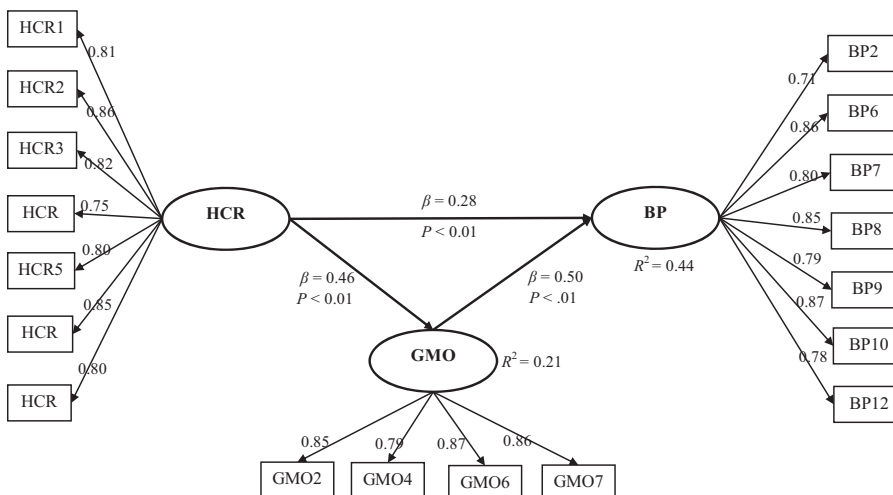 HCR1
0.81
HCR2
0.86
HCR3
0.82
HCR
0.75
HCR5
0.80
HCR
0.85
HCR
0.80
HCR
β = 0.28
P < 0.01
β = 0.46
P < 0.01
β = 0.50
P < .01
BP
R² = 0.44
GMO
R² = 0.21
BP2
0.71
BP6
0.86
BP7
0.80
BP8
0.85
BP9
0.79
BP10
0.87
BP12
0.78
0.85
0.79
0.87
0.86
GMO2
GMO4
GMO6
GMO7